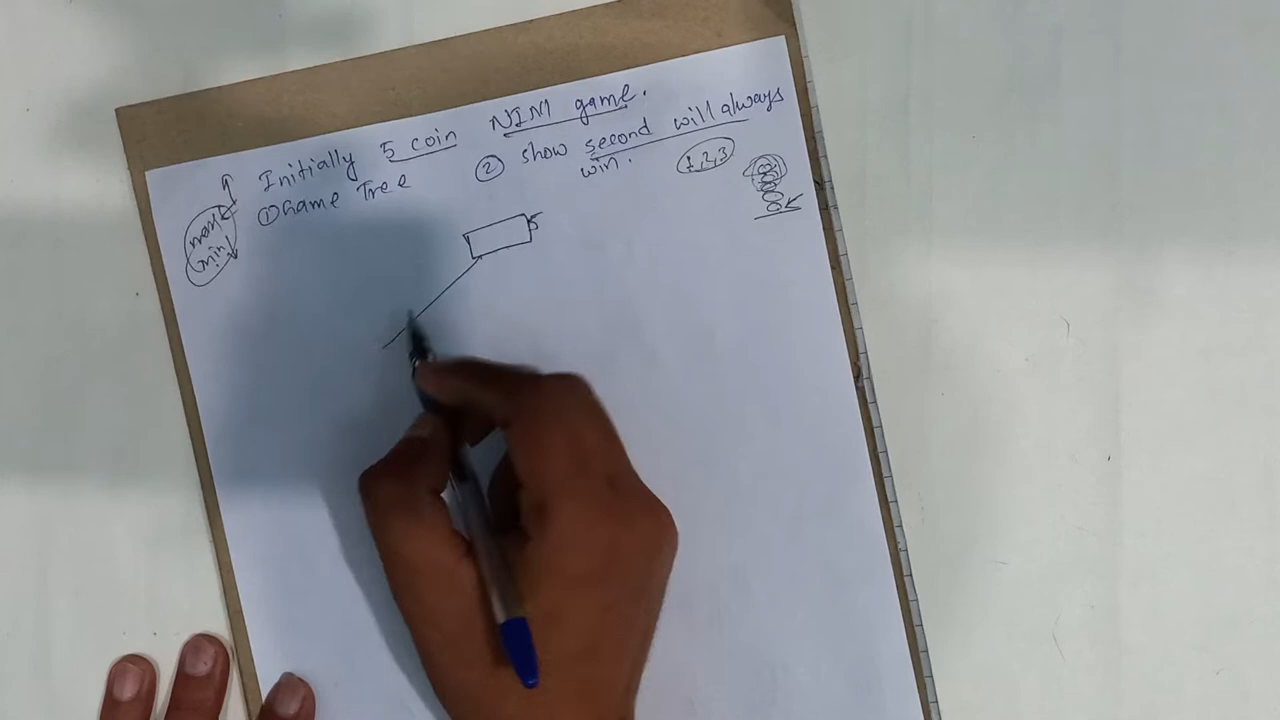 NIM game.
Initially 5 coin
① Game Tree
② show second will always
win.
1,2,3
max
min
5